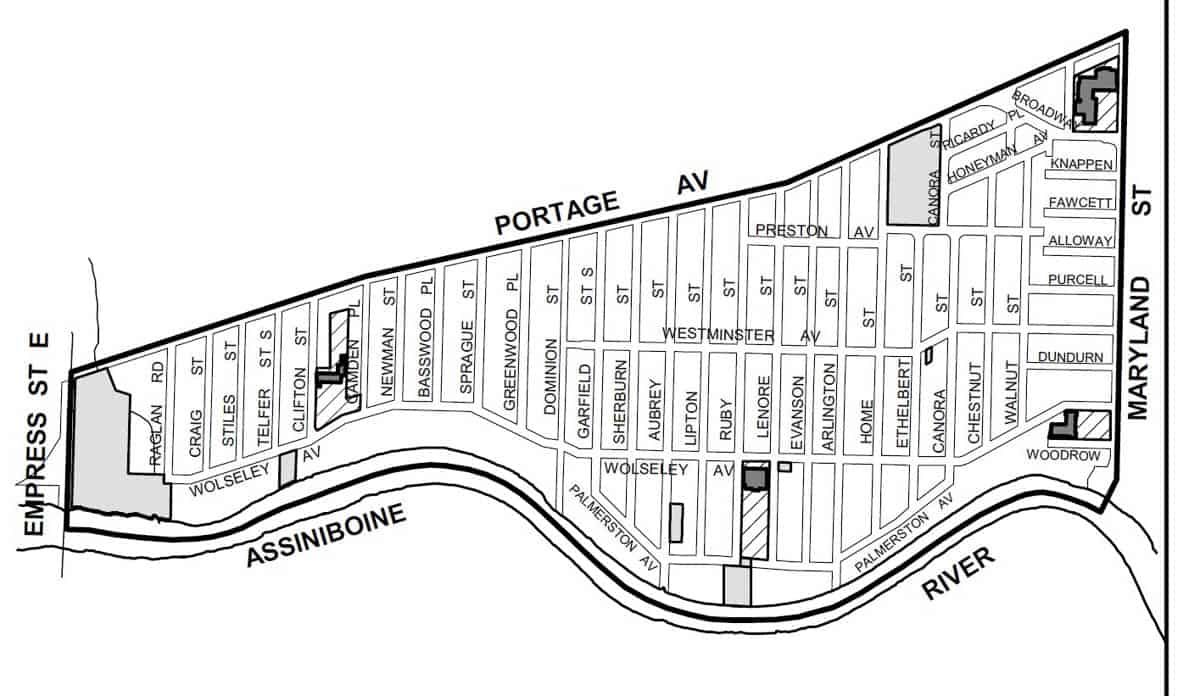 PORTAGE AV
BROADWAY
RICARDY PL
HONEYMAN AV
CANORA ST
KNAPPEN
FAWCETT
ALLOWAY
PURCELL
DUNDURN
WOODROW
MARYLAND ST
PRESTON AV
WESTMINSTER AV
EMPRESS ST E
RAGLAN RD
CRAIG ST
STILES ST
TELFER ST S
CLIFTON ST
CAMDEN PL
NEWMAN ST
BASSWOOD PL
SPRAGUE ST
GREENWOOD PL
DOMINION ST
GARFIELD ST S
SHERBURN ST
AUBREY ST
LIPTON ST
RUBY ST
LENORE ST
EVANSON ST
ARLINGTON ST
HOME ST
ETHELBERT ST
CANORA ST
CHESTNUT ST
WALNUT ST
WOLSELEY AV
WOLSELEY AV
PALMERSTON AV
PALMERSTON AV
ASSINIBOINE RIVER